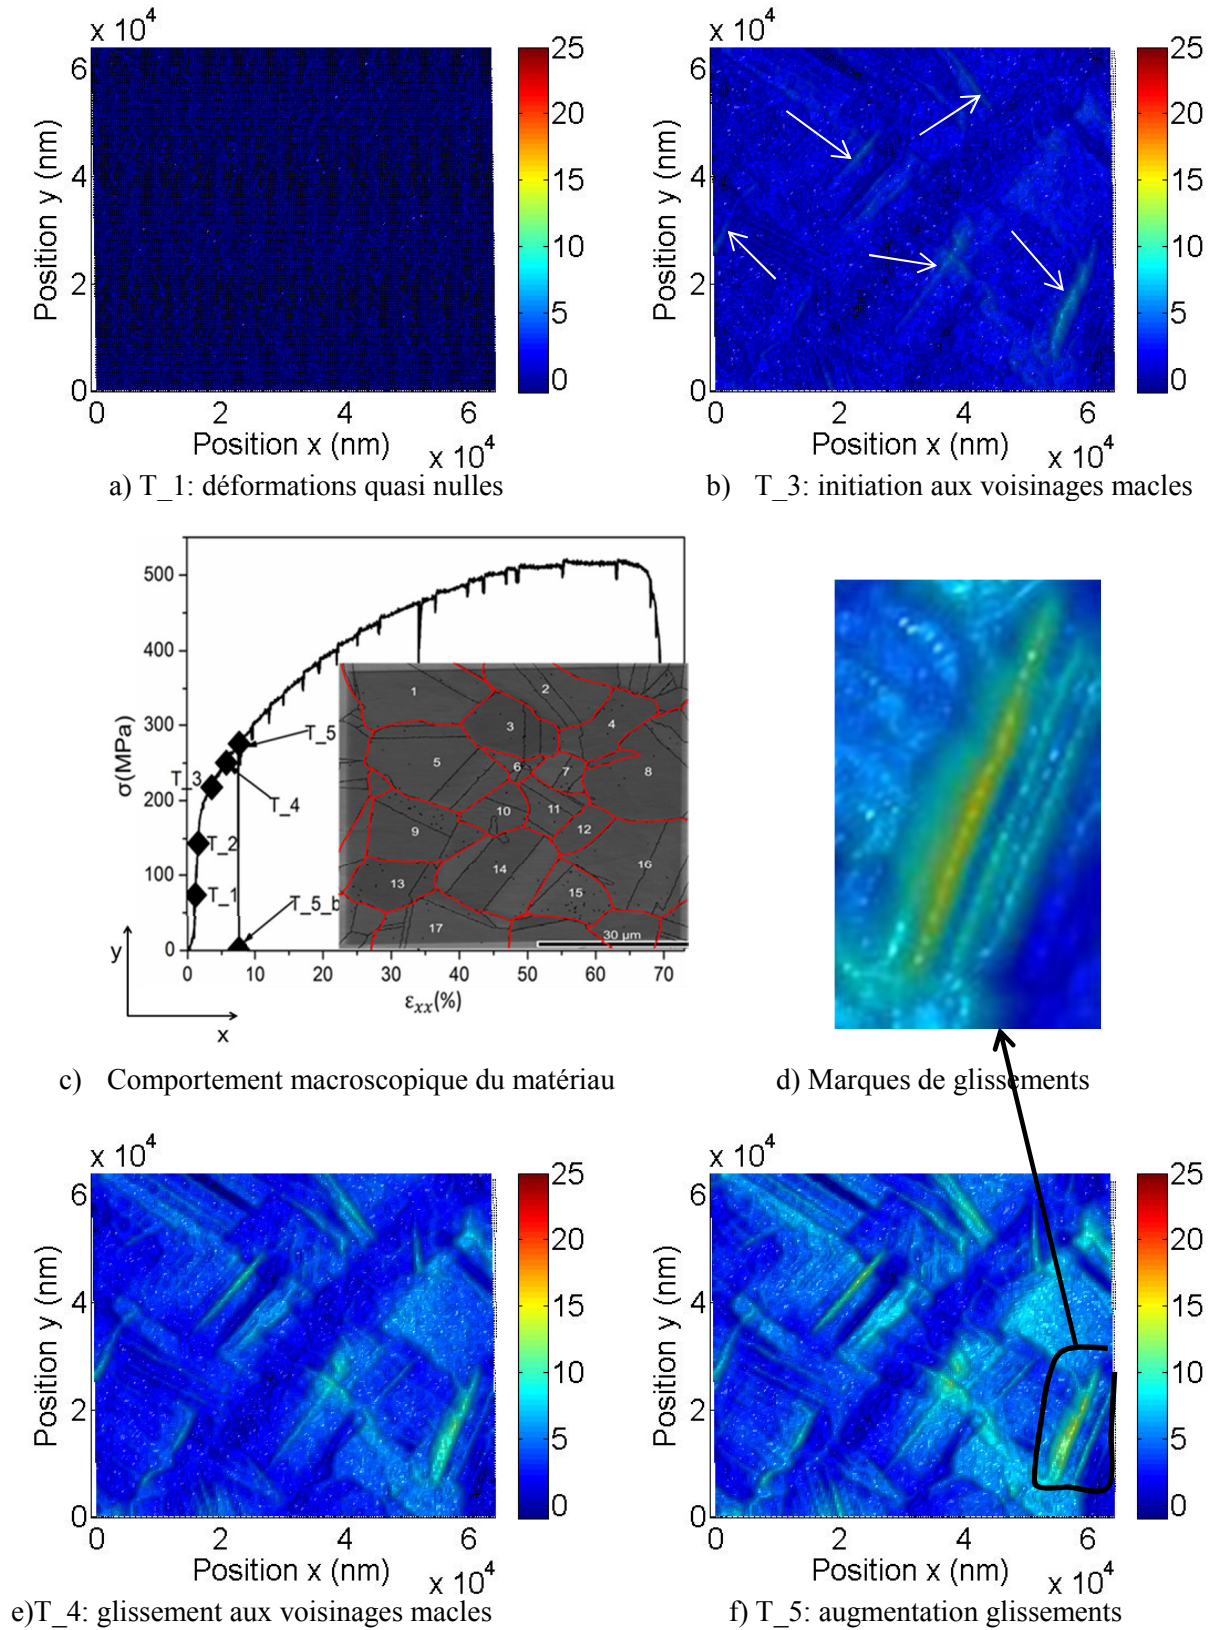 x 10⁴
x 10⁴
Position y (nm)
6
4
2
0
0
2
4
6
Position x (nm)
x 10⁴
25
20
15
10
5
0
Position y (nm)
6
4
2
0
0
2
4
6
Position x (nm)
x 10⁴
25
20
15
10
5
0
a) T_1: déformations quasi nulles
b) T_3: initiation aux voisinages macles
σ(MPa)
500
400
300
200
100
0
0
10
20
30
40
50
60
70
εxx(%)
T_5
T_3
T_4
T_2
T_1
T_5_b
y
x
1
2
3
4
5
6
7
8
9
10
11
12
13
14
15
16
17
30 µm
c) Comportement macroscopique du matériau
d) Marques de glissements
x 10⁴
x 10⁴
Position y (nm)
6
4
2
0
0
2
4
6
Position x (nm)
x 10⁴
25
20
15
10
5
0
Position y (nm)
6
4
2
0
0
2
4
6
Position x (nm)
x 10⁴
25
20
15
10
5
0
e)T_4: glissement aux voisinages macles
f) T_5: augmentation glissements